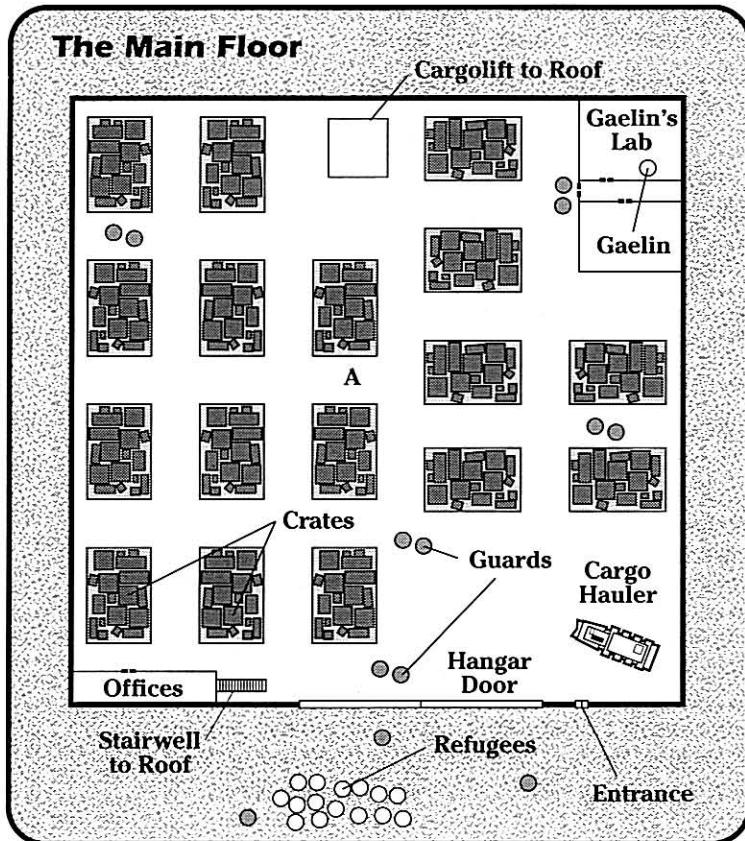 The Main Floor
Cargolift to Roof
Gaelin's
Lab
Gaelin
A
Crates
Guards
Cargo
Hauler
Hangar
Door
Offices
Stairwell
to Roof
Refugees
Entrance